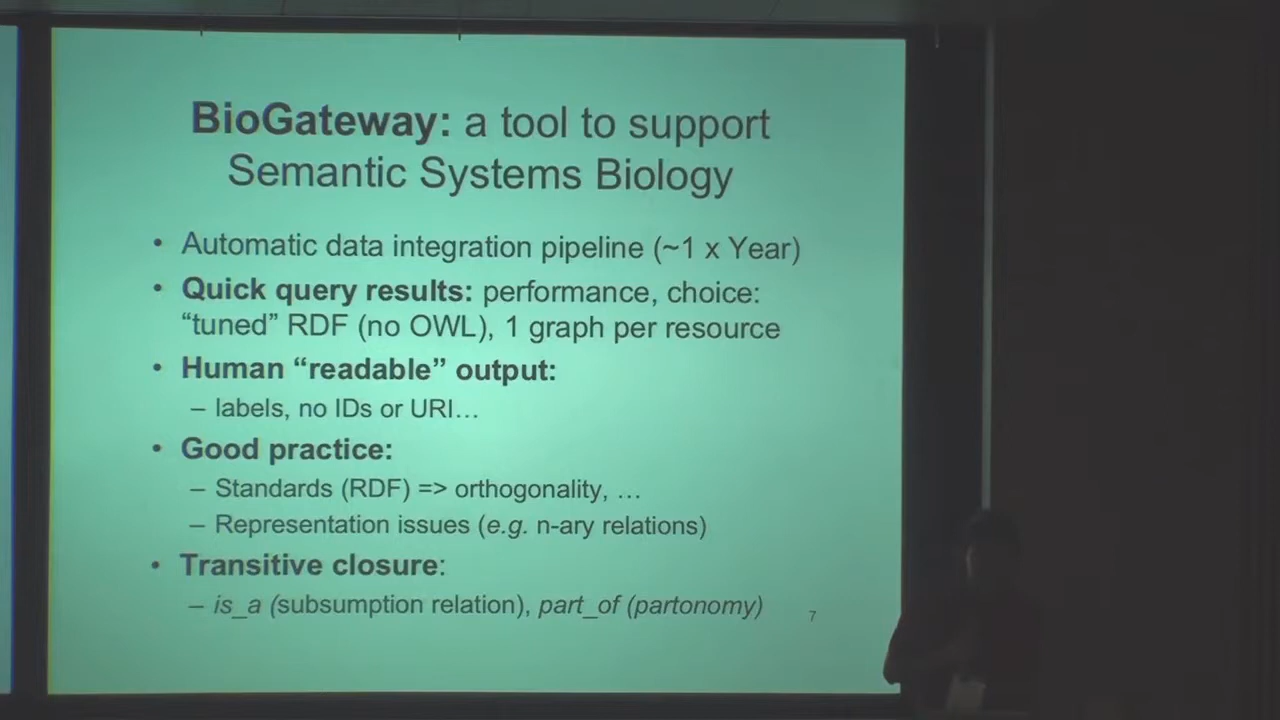 BioGateway: a tool to support
Semantic Systems Biology
• Automatic data integration pipeline (~1 x Year)
• Quick query results: performance, choice:
“tuned” RDF (no OWL), 1 graph per resource
• Human “readable” output:
– labels, no IDs or URI…
• Good practice:
– Standards (RDF) => orthogonality, …
– Representation issues (e.g. n-ary relations)
• Transitive closure:
– is_a (subsumption relation), part_of (partonomy)
7